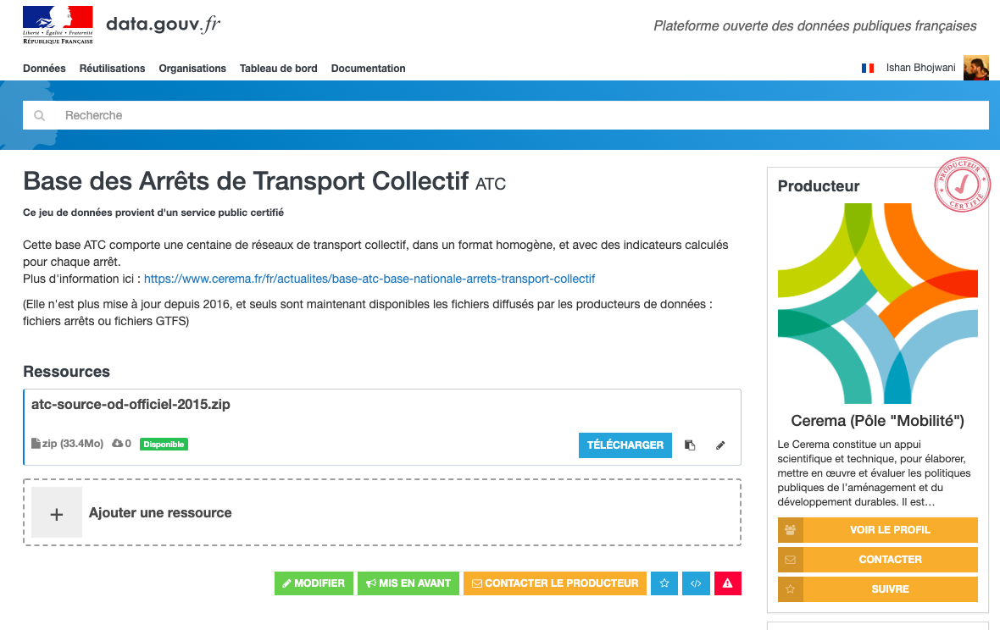 Liberté • Égalité • Fraternité
RÉPUBLIQUE FRANÇAISE
data.gouv.fr
Plateforme ouverte des données publiques françaises
Données Réutilisations Organisations Tableau de bord Documentation
Ishan Bhojwani
Recherche
Base des Arrêts de Transport Collectif ATC
Ce jeu de données provient d'un service public certifié
Cette base ATC comporte une centaine de réseaux de transport collectif, dans un format homogène, et avec des indicateurs calculés
pour chaque arrêt.
Plus d'information ici : https://www.cerema.fr/fr/actualites/base-atc-base-nationale-arrets-transport-collectif
(Elle n'est plus mise à jour depuis 2016, et seuls sont maintenant disponibles les fichiers diffusés par les producteurs de données :
fichiers arrêts ou fichiers GTFS)
Ressources
atc-source-od-officiel-2015.zip
zip (33.4Mo) 0 Disponible
TÉLÉCHARGER
+ Ajouter une ressource
MODIFIER MIS EN AVANT CONTACTER LE PRODUCTEUR </>
Producteur
PRODUCTEUR
CERTIFIÉ
Cerema (Pôle "Mobilité")
Le Cerema constitue un appui
scientifique et technique, pour élaborer,
mettre en œuvre et évaluer les politiques
publiques de l'aménagement et du
développement durables. Il est…
VOIR LE PROFIL
CONTACTER
SUIVRE